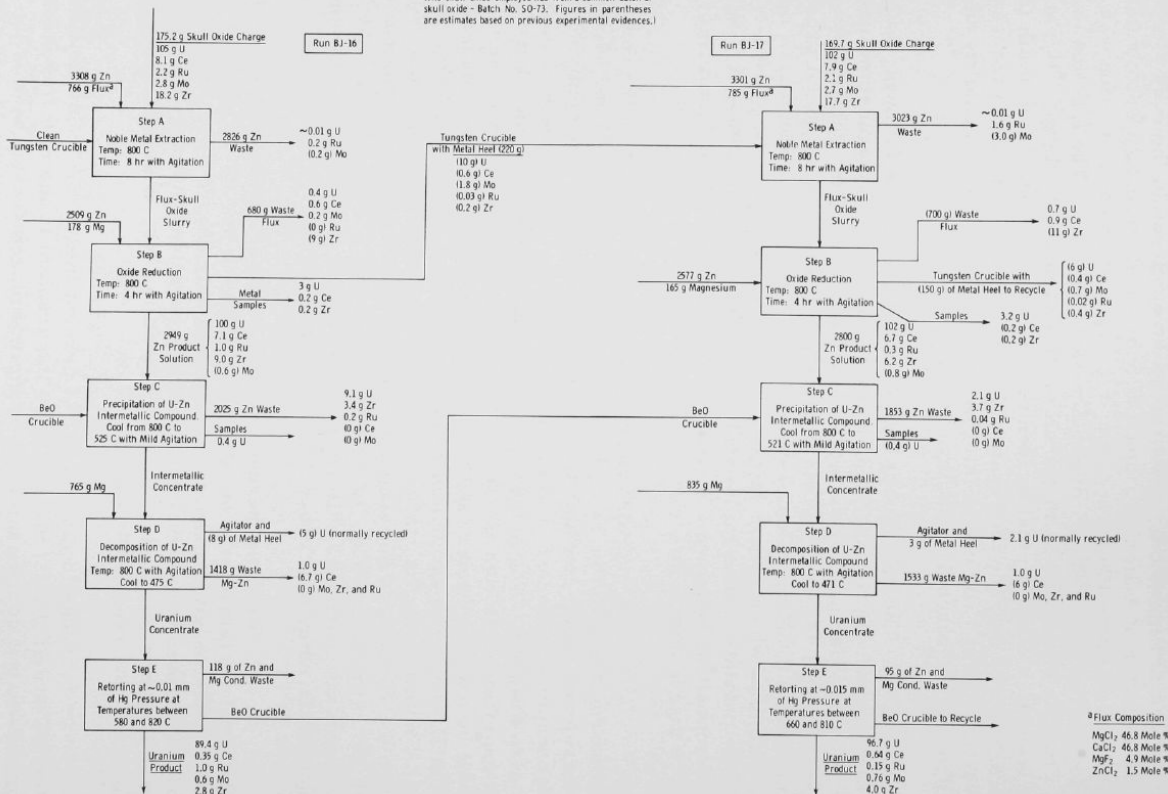 skull oxide - Batch No. SO-73. Figures in parentheses
are estimates based on previous experimental evidences.)
Run BJ-16
175.2 g Skull Oxide Charge
105 g U
8.1 g Ce
2.2 g Ru
2.8 g Mo
18.2 g Zr
3308 g Zn
766 g Flux^a
Clean
Tungsten Crucible
Step A
Noble Metal Extraction
Temp: 800 C
Time: 8 hr with Agitation
2826 g Zn
Waste
~0.01 g U
0.2 g Ru
(0.2 g) Mo
Flux-Skull
Oxide
Slurry
680 g Waste
Flux
0.4 g U
0.6 g Ce
0.2 g Mo
(0 g) Ru
(9 g) Zr
Tungsten Crucible
with Metal Heel (220 g)
(10 g) U
(0.6 g) Ce
(1.8 g) Mo
(0.03 g) Ru
(0.2 g) Zr
2509 g Zn
178 g Mg
Step B
Oxide Reduction
Temp: 800 C
Time: 4 hr with Agitation
Metal
Samples
3 g U
0.2 g Ce
0.2 g Zr
2949 g
Zn Product
Solution
100 g U
7.1 g Ce
1.0 g Ru
9.0 g Zr
(0.6 g) Mo
BeO
Crucible
Step C
Precipitation of U-Zn
Intermetallic Compound
Cool from 800 C to
525 C with Mild Agitation
2025 g Zn Waste
9.1 g U
3.4 g Zr
0.2 g Ru
(0 g) Ce
(0 g) Mo
Samples
0.4 g U
Intermetallic
Concentrate
765 g Mg
Step D
Decomposition of U-Zn
Intermetallic Compound
Temp: 800 C with Agitation
Cool to 475 C
Agitator and
(8 g) of Metal Heel
(5 g) U (normally recycled)
1418 g Waste
Mg-Zn
1.0 g U
(6.7 g) Ce
(0 g) Mo, Zr, and Ru
Uranium
Concentrate
Step E
Retorting at ~0.01 mm
of Hg Pressure at
Temperatures between
580 and 820 C
118 g of Zn and
Mg Cond. Waste
BeO Crucible
Uranium
Product
89.4 g U
0.35 g Ce
1.0 g Ru
0.6 g Mo
2.8 g Zr
Run BJ-17
169.7 g Skull Oxide Charge
102 g U
7.9 g Ce
2.1 g Ru
2.7 g Mo
17.7 g Zr
3301 g Zn
785 g Flux^a
Step A
Noble Metal Extraction
Temp: 800 C
Time: 8 hr with Agitation
3023 g Zn
Waste
~0.01 g U
1.6 g Ru
(3.0 g) Mo
Flux-Skull
Oxide
Slurry
(700 g) Waste
Flux
0.7 g U
0.9 g Ce
(11 g) Zr
2577 g Zn
165 g Magnesium
Step B
Oxide Reduction
Temp: 800 C
Time: 4 hr with Agitation
Tungsten Crucible with
(150 g) of Metal Heel to Recycle
(6 g) U
(0.4 g) Ce
(0.7 g) Mo
(0.02 g) Ru
(0.4 g) Zr
Samples
3.2 g U
(0.2 g) Ce
(0.2 g) Zr
2800 g
Zn Product
Solution
102 g U
6.7 g Ce
0.3 g Ru
6.2 g Zr
(0.8 g) Mo
BeO
Crucible
Step C
Precipitation of U-Zn
Intermetallic Compound
Cool from 800 C to
521 C with Mild Agitation
1853 g Zn Waste
2.1 g U
3.7 g Zr
0.04 g Ru
(0 g) Ce
(0 g) Mo
Samples
(0.4 g) U
Intermetallic
Concentrate
835 g Mg
Step D
Decomposition of U-Zn
Intermetallic Compound
Temp: 800 C with Agitation
Cool to 471 C
Agitator and
3 g of Metal Heel
2.1 g U (normally recycled)
1533 g Waste Mg-Zn
1.0 g U
(6 g) Ce
(0 g) Mo, Zr, and Ru
Uranium
Concentrate
Step E
Retorting at ~0.015 mm
of Hg Pressure at
Temperatures between
660 and 810 C
95 g of Zn and
Mg Cond. Waste
BeO Crucible to Recycle
Uranium
Product
96.7 g U
0.64 g Ce
0.15 g Ru
0.76 g Mo
4.0 g Zr
^a Flux Composition
MgCl₂ 46.8 Mole %
CaCl₂ 46.8 Mole %
MgF₂ 4.9 Mole %
ZnCl₂ 1.5 Mole %